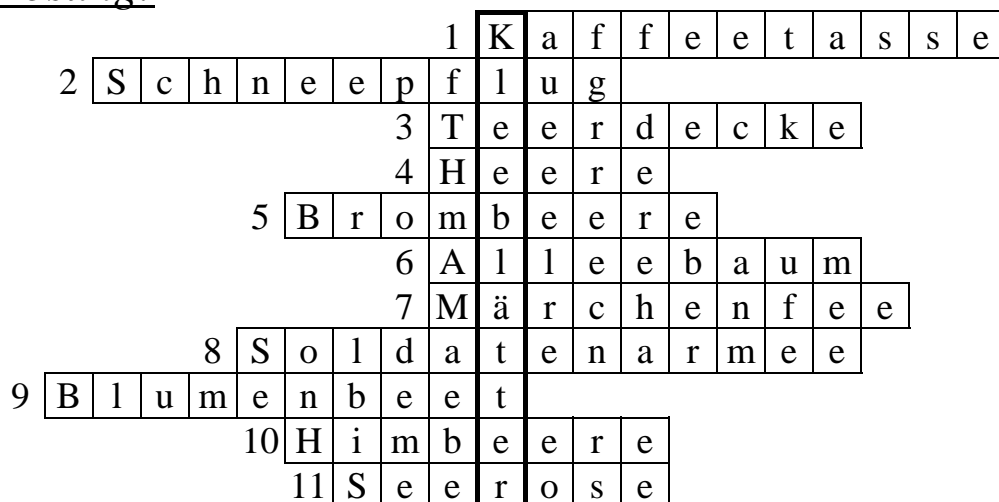 1 Kaffeetasse
2 Schneepflug
3 Teerdecke
4 Heere
5 Brombeere
6 Alleebaum
7 Märchenfee
8 Soldatenarmee
9 Blumenbeet
10 Himbeere
11 Seerose